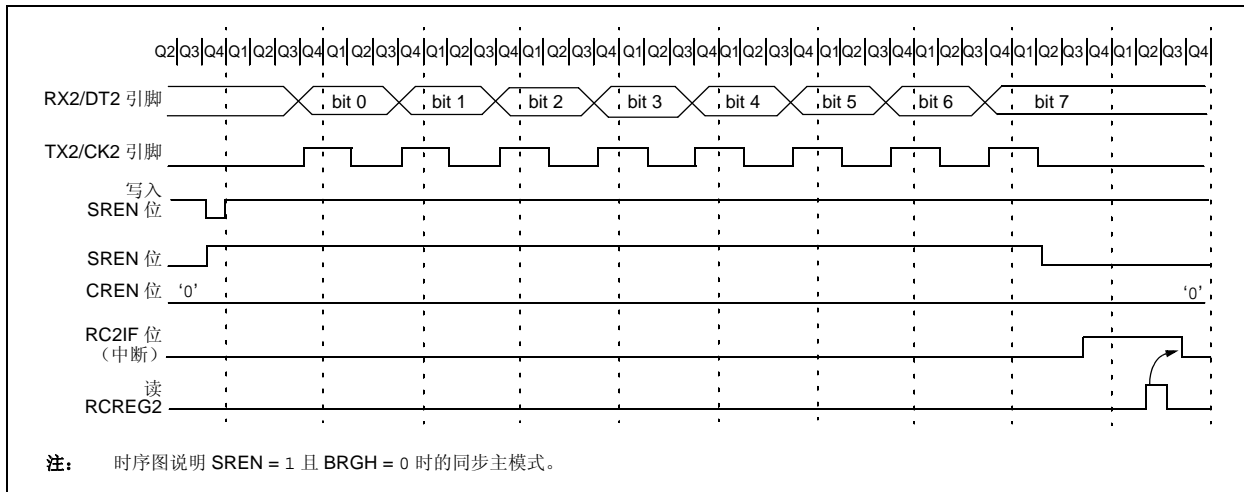 Q2 Q3 Q4 Q1 Q2 Q3 Q4 Q1 Q2 Q3 Q4 Q1 Q2 Q3 Q4 Q1 Q2 Q3 Q4 Q1 Q2 Q3 Q4 Q1 Q2 Q3 Q4 Q1 Q2 Q3 Q4 Q1 Q2 Q3 Q4 Q1 Q2 Q3 Q4 Q1 Q2 Q3 Q4
RX2/DT2 引脚 bit 0 bit 1 bit 2 bit 3 bit 4 bit 5 bit 6 bit 7
TX2/CK2 引脚
写入
SREN 位
SREN 位
CREN 位 ‘0’ ‘0’
RC2IF 位
（中断）
读
RCREG2
注： 时序图说明 SREN = 1 且 BRGH = 0 时的同步主模式。